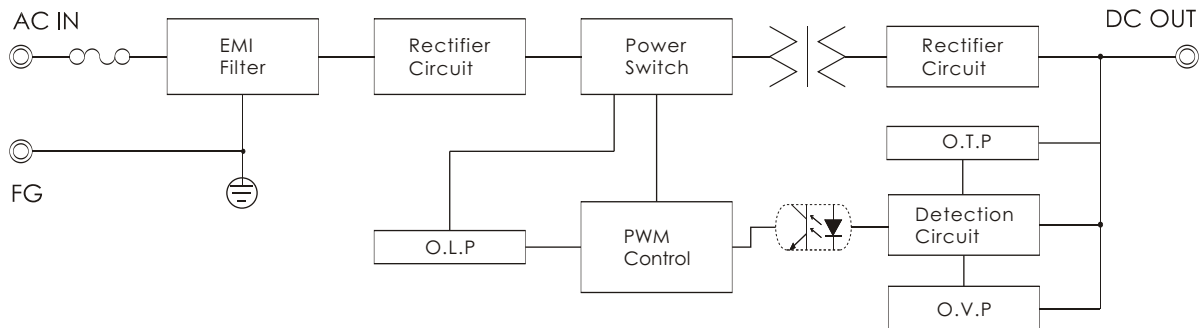 AC IN
DC OUT
EMI
Filter
Rectifier
Circuit
Power
Switch
Rectifier
Circuit
O.T.P
FG
Detection
Circuit
O.L.P
PWM
Control
O.V.P